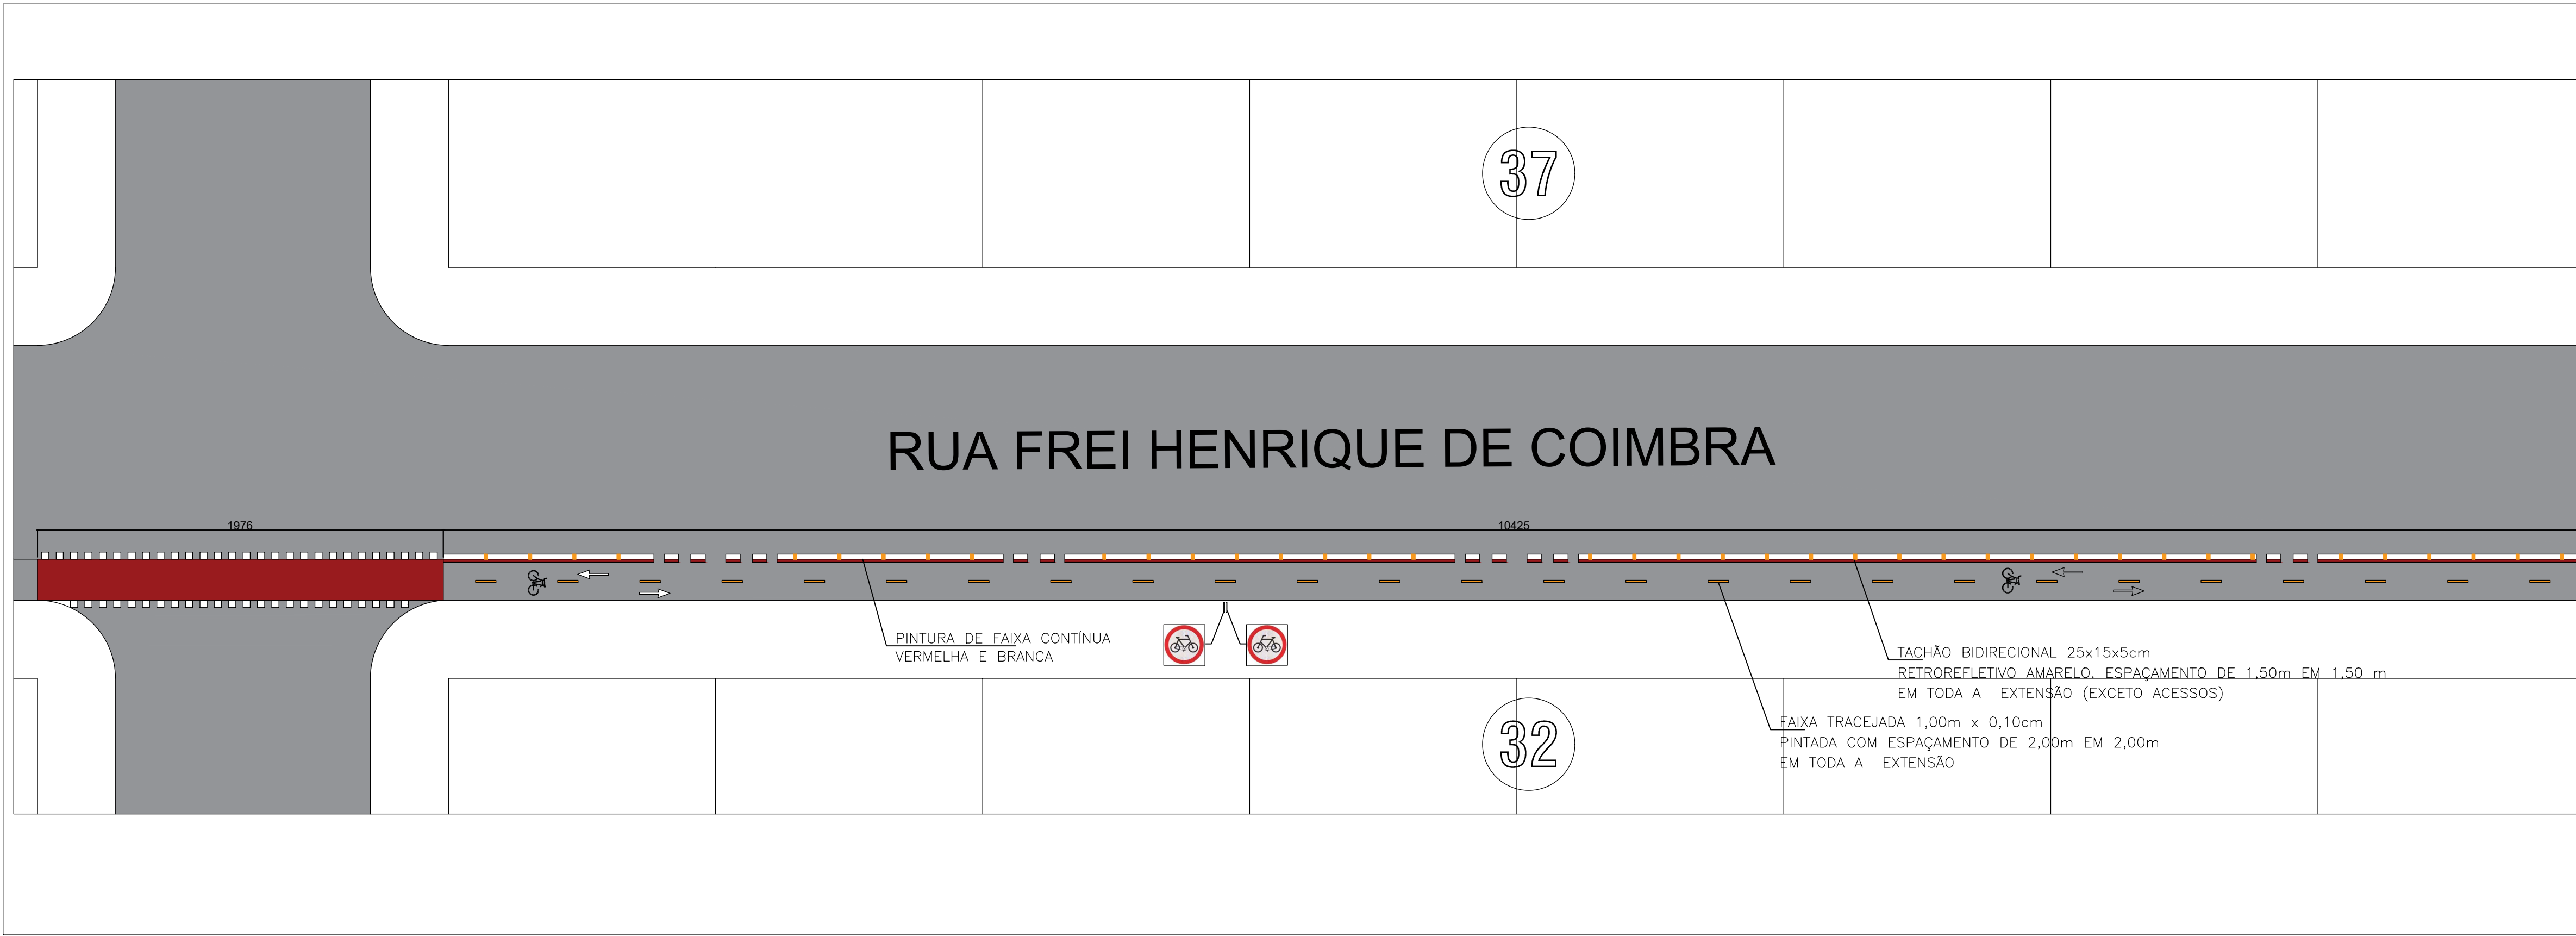 37
RUA FREI HENRIQUE DE COIMBRA
1976
10425
PINTURA DE FAIXA CONTÍNUA
VERMELHA E BRANCA
TACHÃO BIDIRECIONAL 25x15x5cm
RETROREFLETIVO AMARELO. ESPAÇAMENTO DE 1,50m EM 1,50 m
EM TODA A EXTENSÃO (EXCETO ACESSOS)
32
FAIXA TRACEJADA 1,00m x 0,10cm
PINTADA COM ESPAÇAMENTO DE 2,00m EM 2,00m
EM TODA A EXTENSÃO